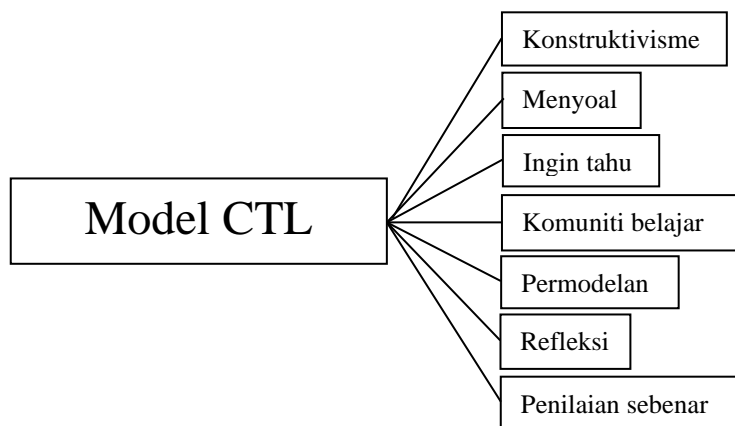 Model CTL
Konstruktivisme
Menyoal
Ingin tahu
Komuniti belajar
Permodelan
Refleksi
Penilaian sebenar